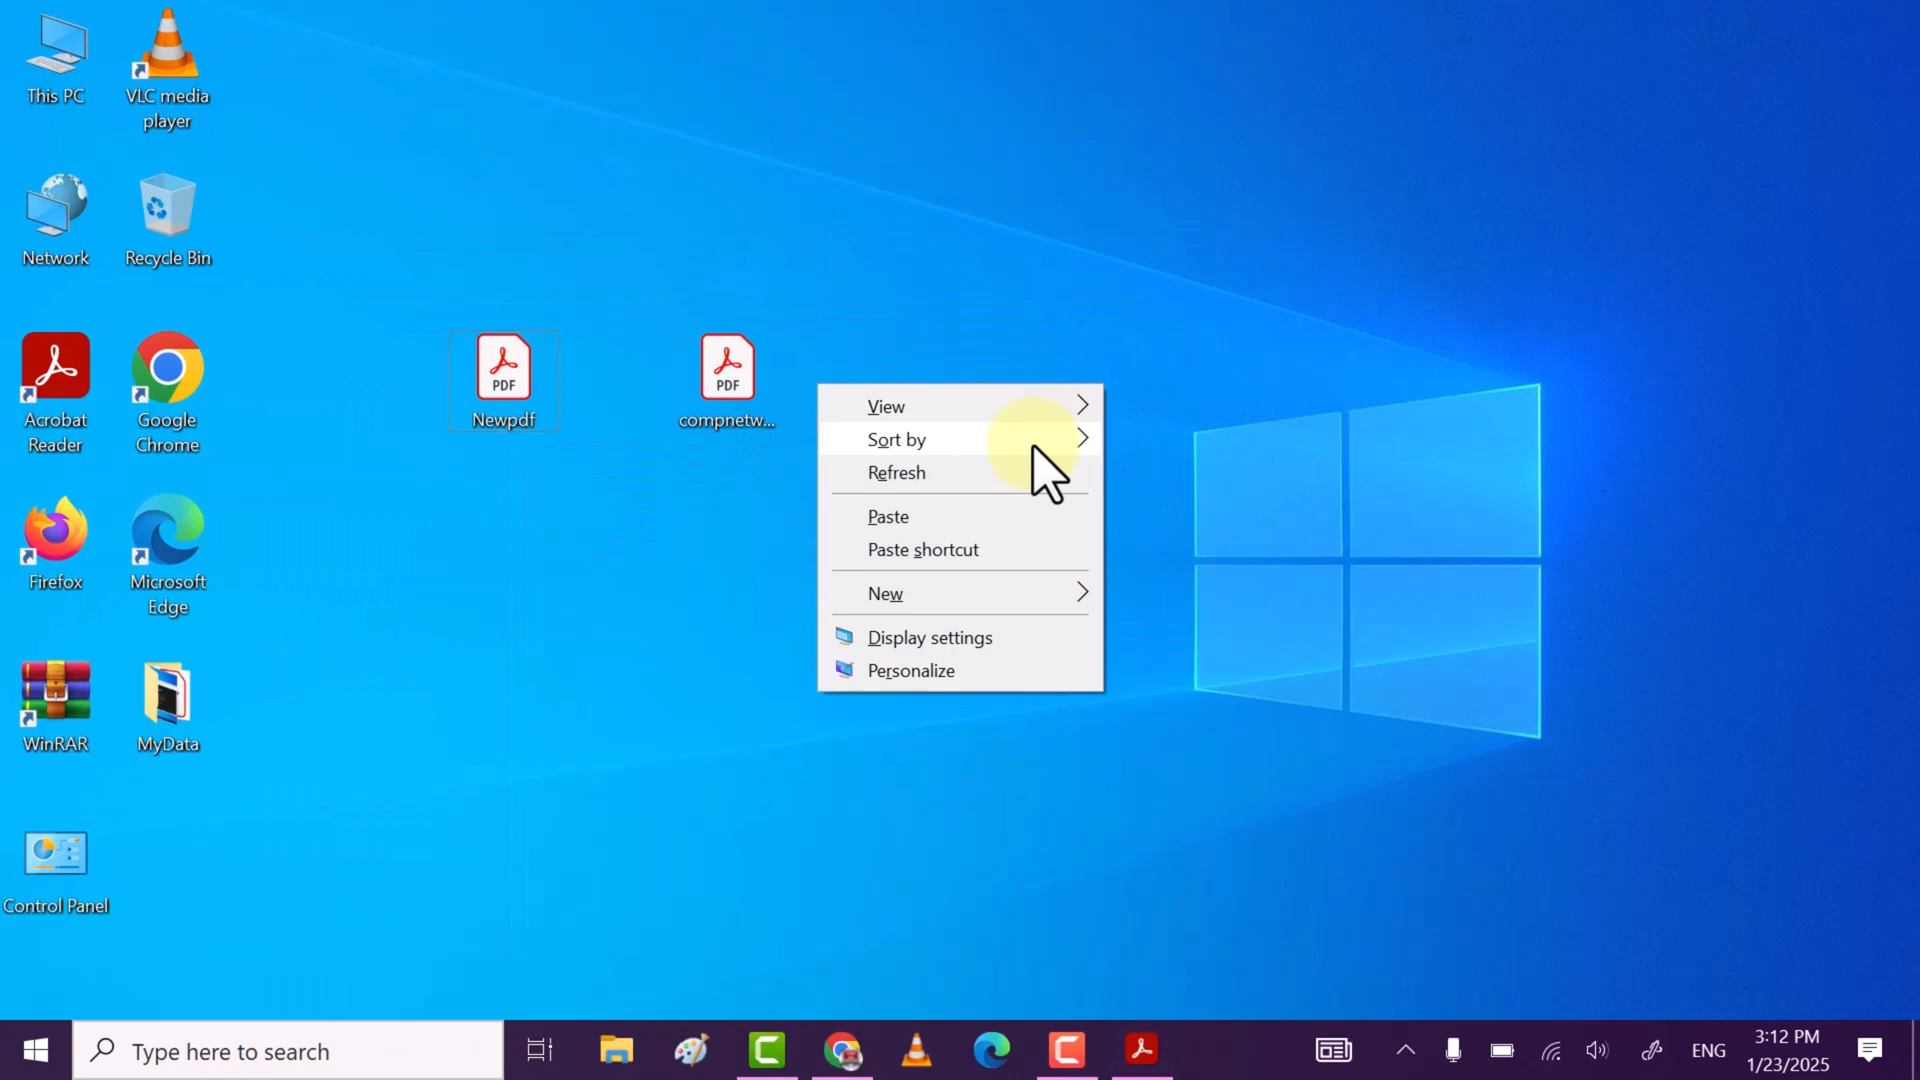 This PC
VLC media
player
Network
Recycle Bin
Acrobat
Reader
Google
Chrome
PDF
Newpdf
PDF
compnetw...
Firefox
Microsoft
Edge
WinRAR
MyData
Control Panel
View
Sort by
Refresh
Paste
Paste shortcut
New
Display settings
Personalize
Type here to search
ENG
3:12 PM
1/23/2025